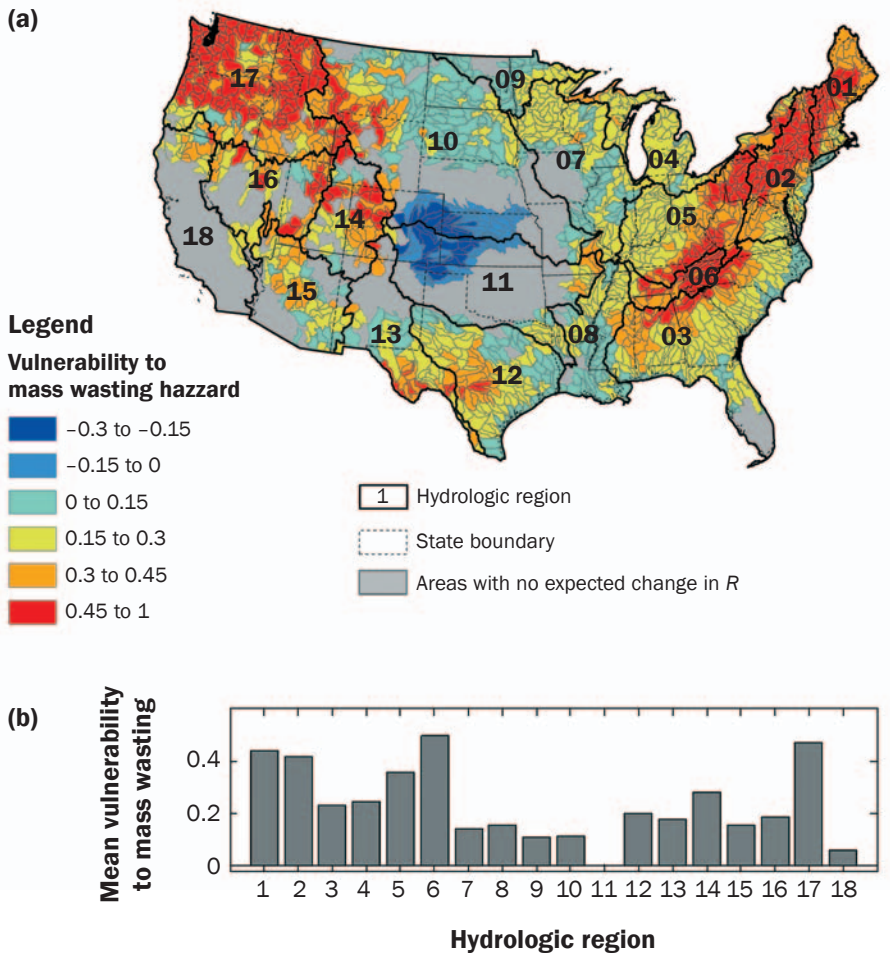 (a)
17
09
01
10
07
04
02
16
14
05
18
06
15
11
03
08
13
12
Legend
Vulnerability to
mass wasting hazzard
−0.3 to −0.15
−0.15 to 0
0 to 0.15
0.15 to 0.3
0.3 to 0.45
0.45 to 1
1 Hydrologic region
State boundary
Areas with no expected change in R
(b)
Mean vulnerability
to mass wasting
0.4
0.2
0
1 2 3 4 5 6 7 8 9 10 11 12 13 14 15 16 17 18
Hydrologic region